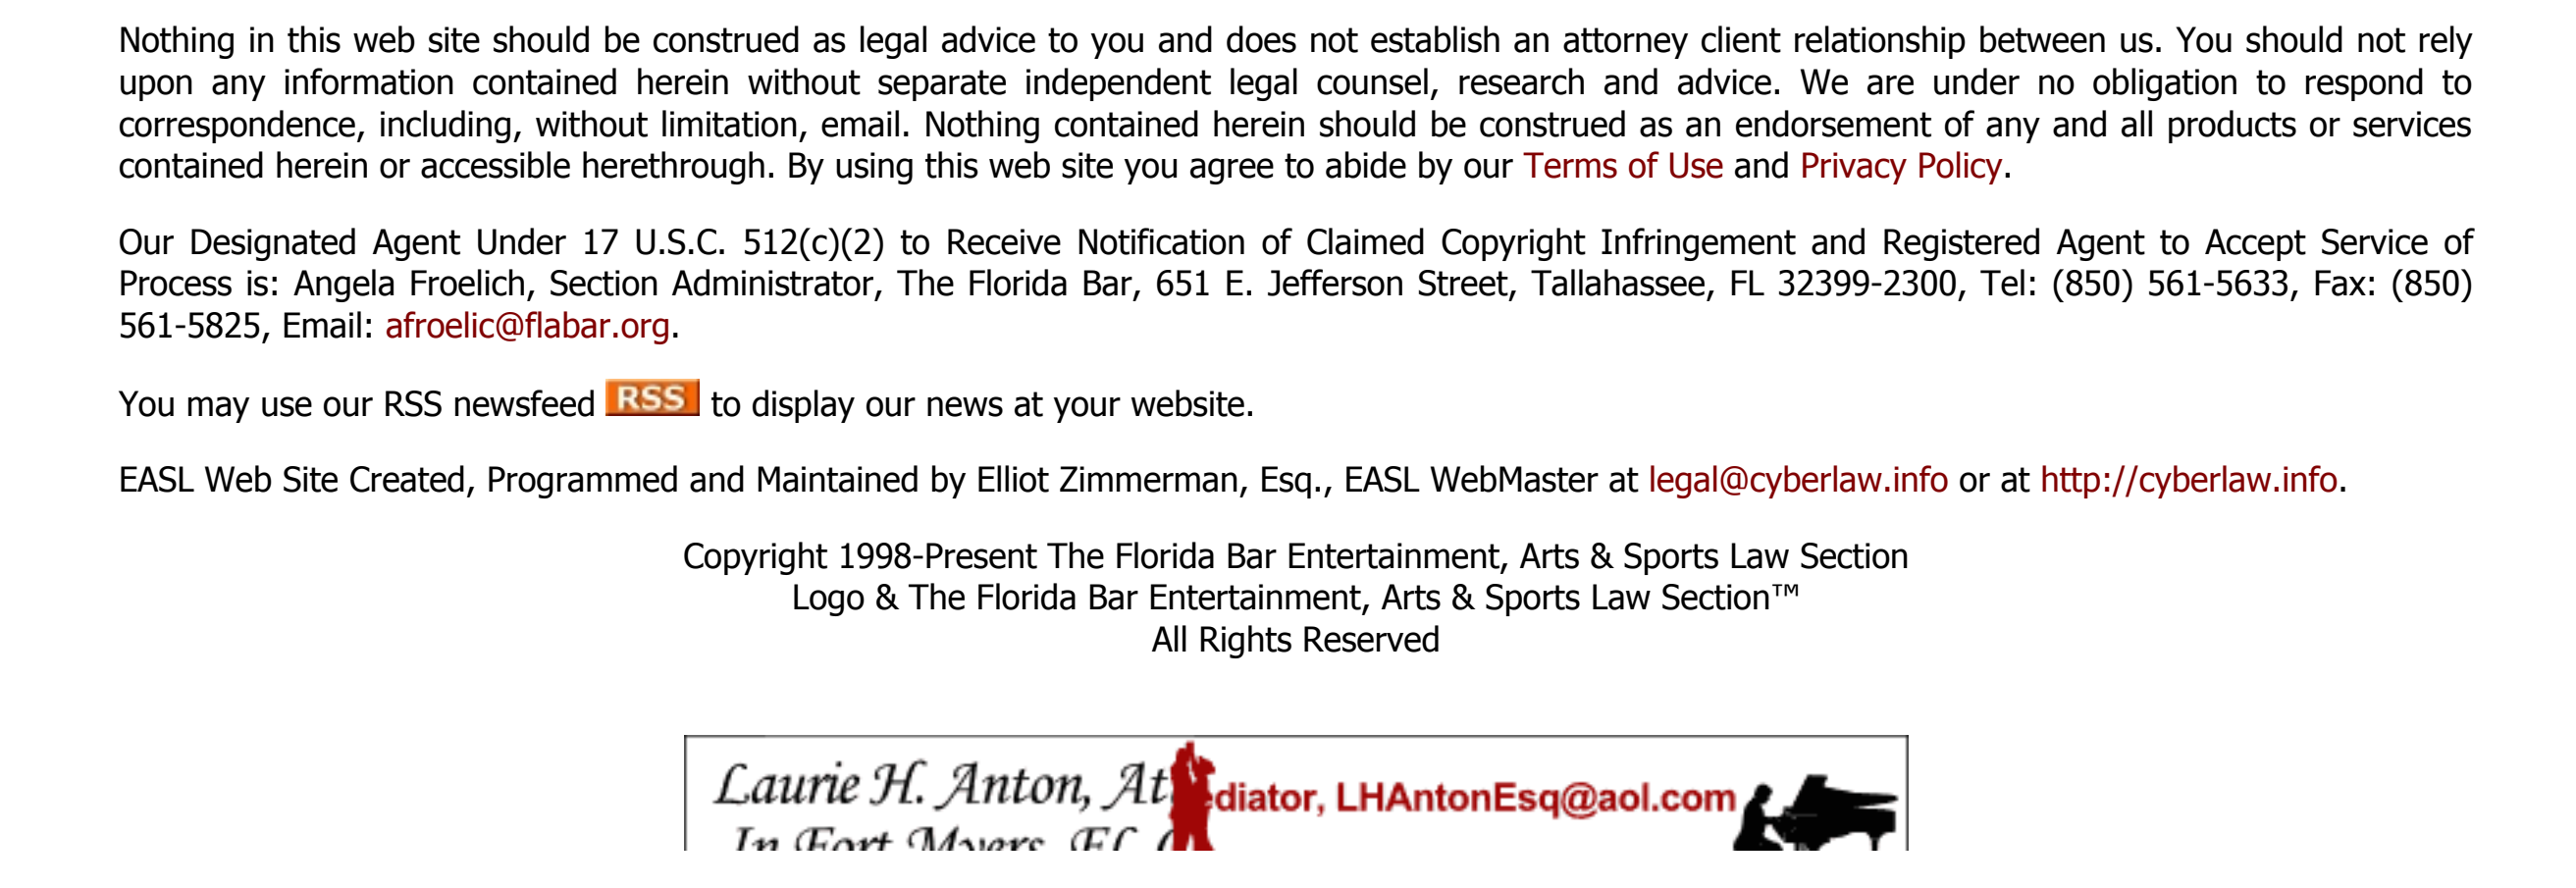 Nothing in this web site should be construed as legal advice to you and does not establish an attorney client relationship between us. You should not rely
upon any information contained herein without separate independent legal counsel, research and advice. We are under no obligation to respond to
correspondence, including, without limitation, email. Nothing contained herein should be construed as an endorsement of any and all products or services
contained herein or accessible herethrough. By using this web site you agree to abide by our Terms of Use and Privacy Policy.
Our Designated Agent Under 17 U.S.C. 512(c)(2) to Receive Notification of Claimed Copyright Infringement and Registered Agent to Accept Service of
Process is: Angela Froelich, Section Administrator, The Florida Bar, 651 E. Jefferson Street, Tallahassee, FL 32399-2300, Tel: (850) 561-5633, Fax: (850)
561-5825, Email: afroelic@flabar.org.
You may use our RSS newsfeed RSS to display our news at your website.
EASL Web Site Created, Programmed and Maintained by Elliot Zimmerman, Esq., EASL WebMaster at legal@cyberlaw.info or at http://cyberlaw.info.
Copyright 1998-Present The Florida Bar Entertainment, Arts & Sports Law Section
Logo & The Florida Bar Entertainment, Arts & Sports Law Section™
All Rights Reserved
Laurie H. Anton, At diator, LHAntonEsq@aol.com
In Fort Myers, FL